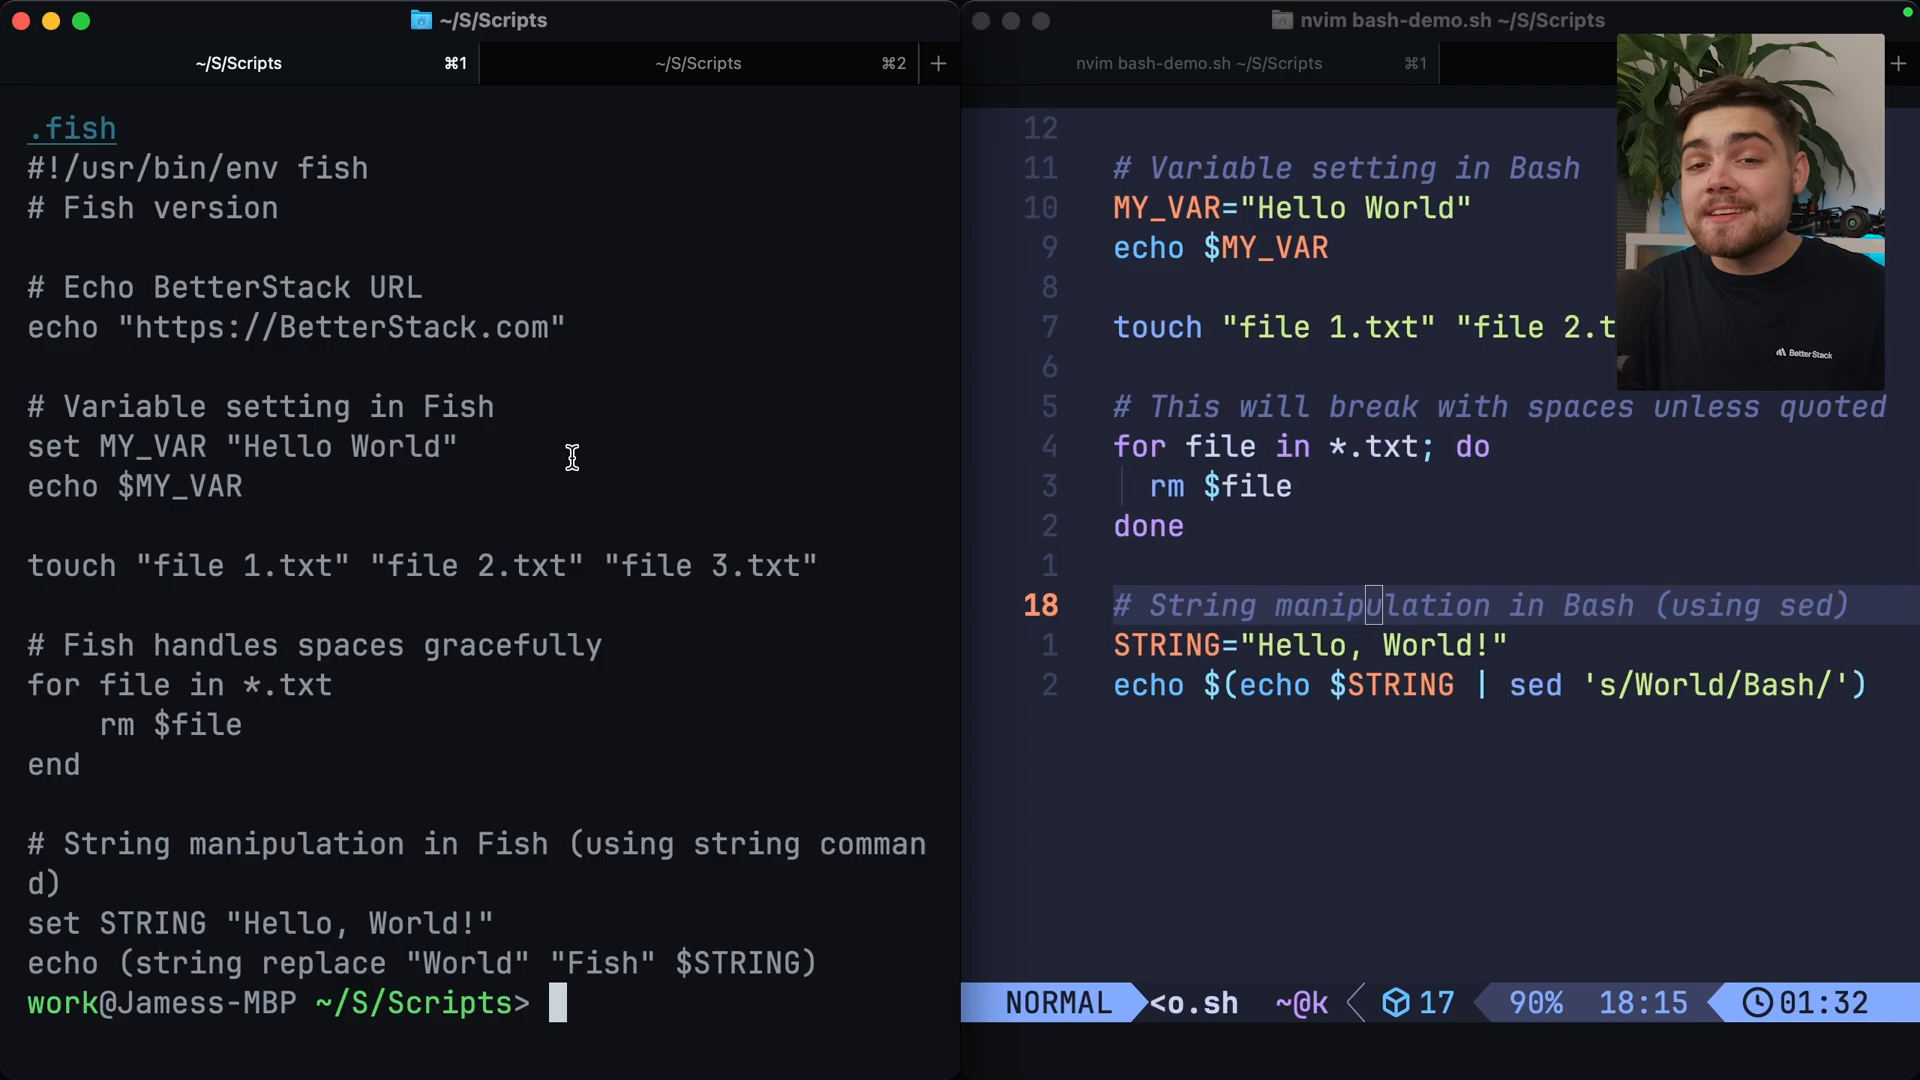 ~/S/Scripts
~/S/Scripts ⌘1 ~/S/Scripts ⌘2 +
.fish
#!/usr/bin/env fish
# Fish version
# Echo BetterStack URL
echo "https://BetterStack.com"
# Variable setting in Fish
set MY_VAR "Hello World"
echo $MY_VAR
touch "file 1.txt" "file 2.txt" "file 3.txt"
# Fish handles spaces gracefully
for file in *.txt
rm $file
end
# String manipulation in Fish (using string comman
d)
set STRING "Hello, World!"
echo (string replace "World" "Fish" $STRING)
work@Jamess-MBP ~/S/Scripts>
nvim bash-demo.sh ~/S/Scripts
nvim bash-demo.sh ~/S/Scripts ⌘1 +
12
11 # Variable setting in Bash
10 MY_VAR="Hello World"
9 echo $MY_VAR
8
7 touch "file 1.txt" "file 2.t
6
5 # This will break with spaces unless quoted
4 for file in *.txt; do
3 rm $file
2 done
1
18 # String manipulation in Bash (using sed)
1 STRING="Hello, World!"
2 echo $(echo $STRING | sed 's/World/Bash/')
NORMAL <o.sh ~@k 17 90% 18:15 01:32
BetterStack